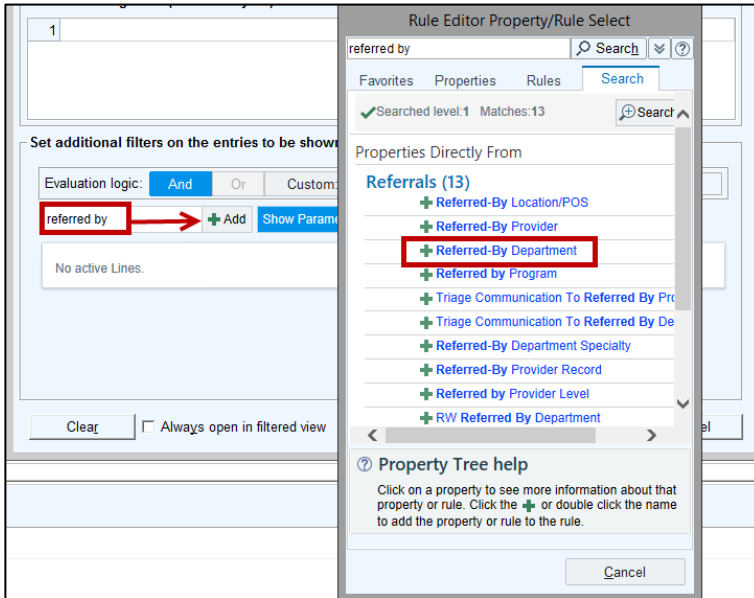 1
Set additional filters on the entries to be shown
Evaluation logic: And Or Custom:
referred by Add Show Parame
No active Lines.
Clear Always open in filtered view
el
Rule Editor Property/Rule Select
referred by Search
Favorites Properties Rules Search
Searched level:1 Matches:13 Search
Properties Directly From
Referrals (13)
Referred-By Location/POS
Referred-By Provider
Referred-By Department
Referred by Program
Triage Communication To Referred By Pro
Triage Communication To Referred By De
Referred-By Department Specialty
Referred-By Provider Record
Referred by Provider Level
RW Referred By Department
Property Tree help
Click on a property to see more information about that
property or rule. Click the + or double click the name
to add the property or rule to the rule.
Cancel